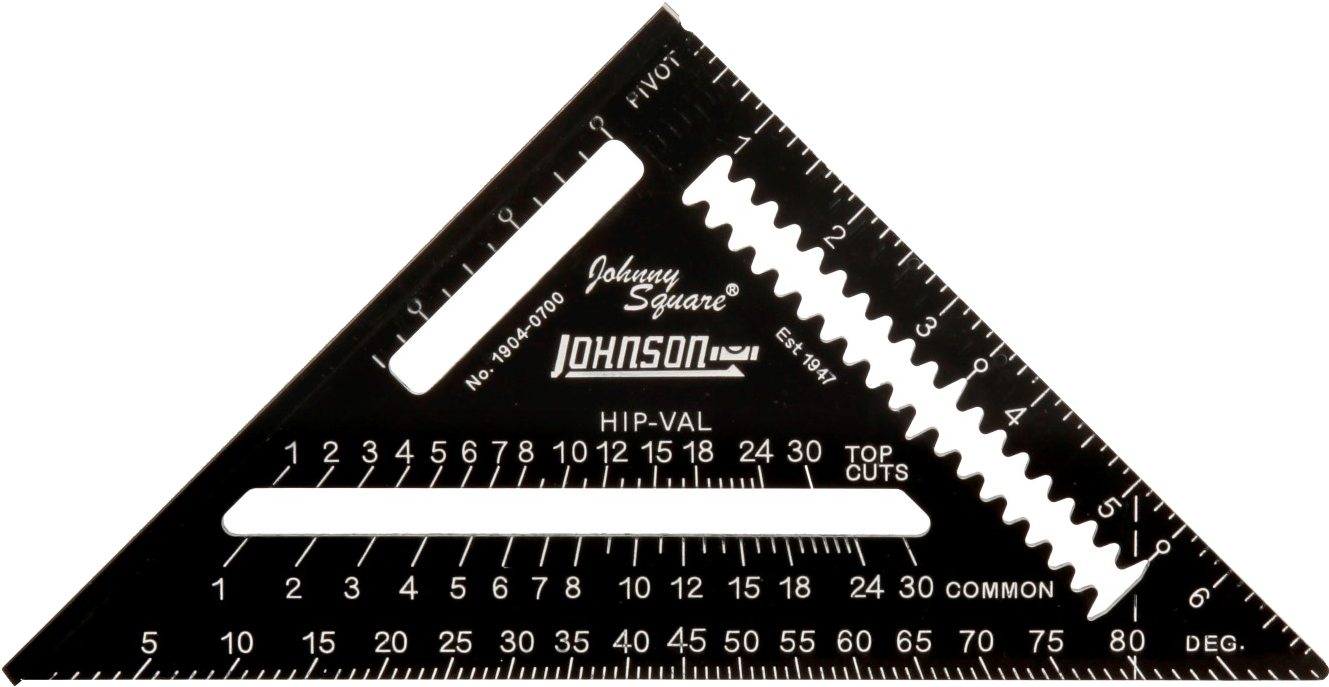 PIVOT
1
2
3
4
5
6
Johnny
Square®
No. 1904-0700
JOHNSON
Est 1947
HIP-VAL
1 2 3 4 5 6 7 8 10 12 15 18 24 30 TOP
CUTS
1 2 3 4 5 6 7 8 10 12 15 18 24 30 COMMON
5 10 15 20 25 30 35 40 45 50 55 60 65 70 75 80 DEG.